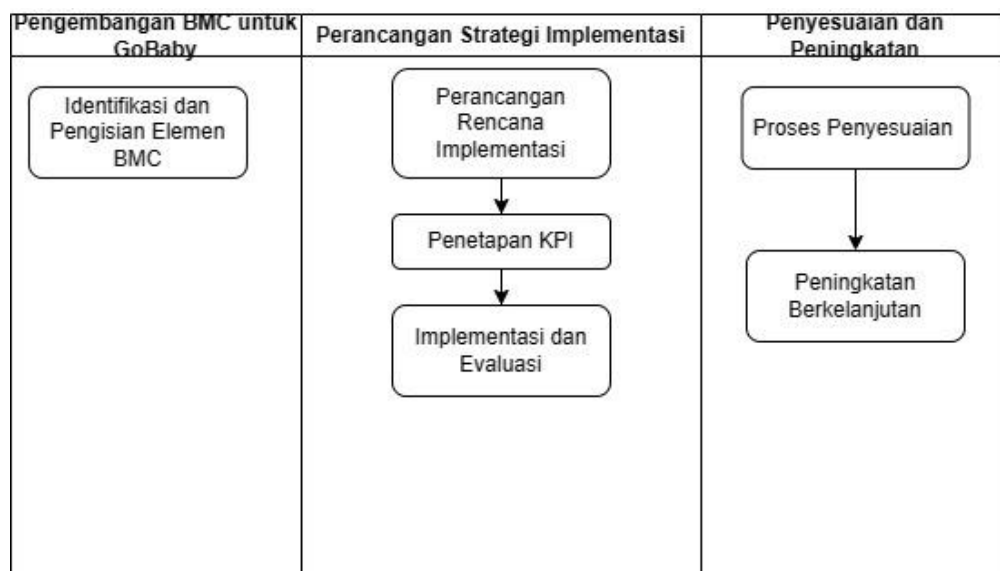 Pengembangan BMC untuk
GoBaby
Perancangan Strategi Implementasi
Penyesuaian dan
Peningkatan
Identifikasi dan
Pengisian Elemen
BMC
Perancangan
Rencana
Implementasi
Penetapan KPI
Implementasi dan
Evaluasi
Proses Penyesuaian
Peningkatan
Berkelanjutan